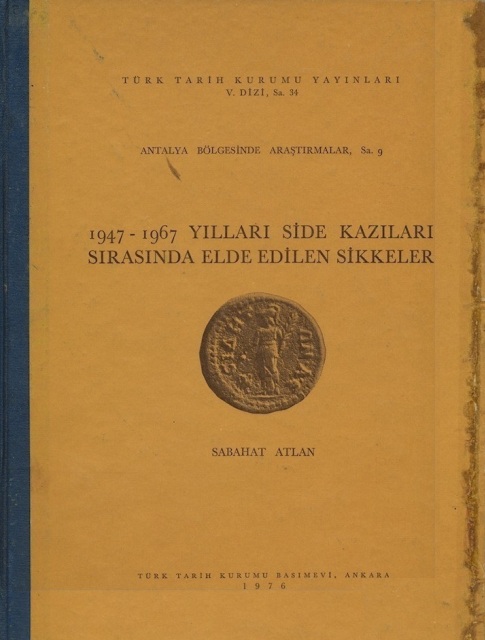 TÜRK TARİH KURUMU YAYINLARI
V. DİZİ, Sa. 34
ANTALYA BÖLGESİNDE ARAŞTIRMALAR, Sa. 9
1947 - 1967 YILLARI SİDE KAZILARI
SIRASINDA ELDE EDİLEN SİKKELER
SABAHAT ATLAN
TÜRK TARİH KURUMU BASIMEVİ, ANKARA
1976